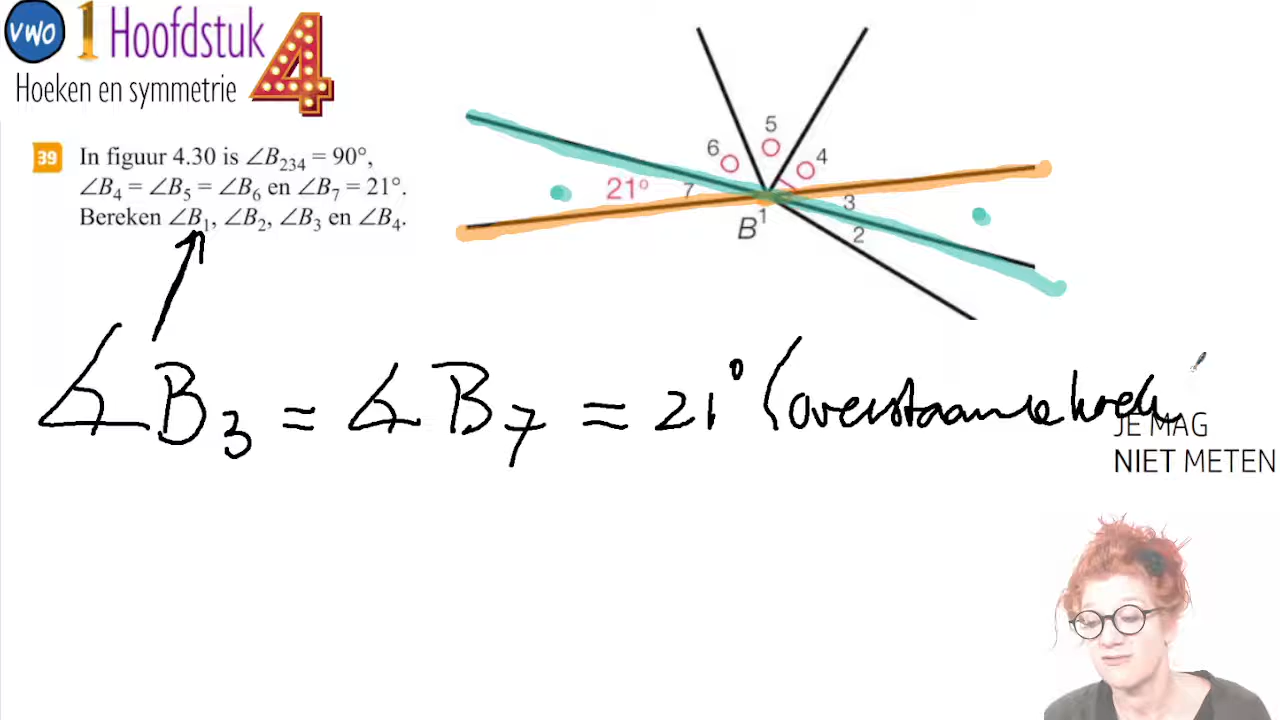 VWO 1 Hoofdstuk 4
Hoeken en symmetrie
39 In figuur 4.30 is ∠B234 = 90°,
∠B4 = ∠B5 = ∠B6 en ∠B7 = 21°.
Bereken ∠B1, ∠B2, ∠B3 en ∠B4.
5
6
4
21°
7
3
B
1
2
∠B3 = ∠B7 = 21° (overstaande hoek
JE MAG
NIET METEN